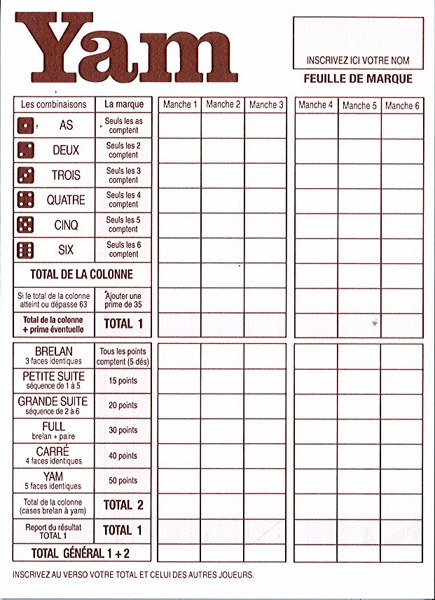 Yam
INSCRIVEZ ICI VOTRE NOM
FEUILLE DE MARQUE
Les combinaisons La marque Manche 1 Manche 2 Manche 3 Manche 4 Manche 5 Manche 6
AS Seuls les as
comptent
DEUX Seuls les 2
comptent
TROIS Seuls les 3
comptent
QUATRE Seuls les 4
comptent
CINQ Seuls les 5
comptent
SIX Seuls les 6
comptent
TOTAL DE LA COLONNE
Si le total de la colonne Ajouter une
atteint ou dépasse 63 prime de 35
Total de la colonne
+ prime éventuelle TOTAL 1
BRELAN Tous les points
3 faces identiques comptent (5 dés)
PETITE SUITE
séquence de 1 à 5 15 points
GRANDE SUITE
séquence de 2 à 6 20 points
FULL
brelan + paire 30 points
CARRÉ
4 faces identiques 40 points
YAM
5 faces identiques 50 points
Total de la colonne
(cases brelan à yam) TOTAL 2
Report du résultat
TOTAL 1 TOTAL 1
TOTAL GÉNÉRAL 1 + 2
INSCRIVEZ AU VERSO VOTRE TOTAL ET CELUI DES AUTRES JOUEURS.